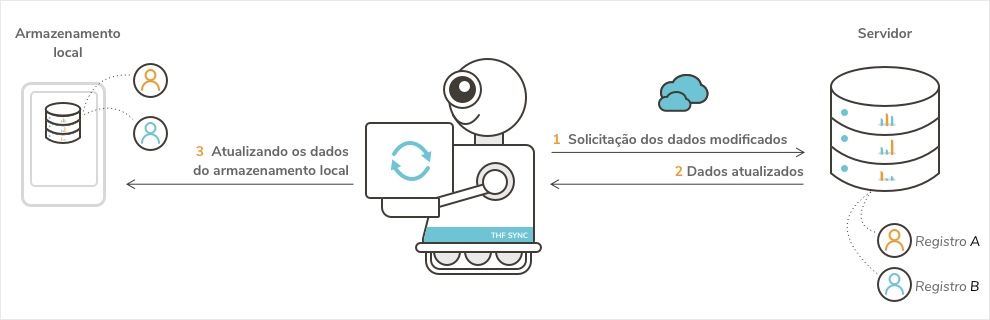 Armazenamento
local
Servidor
1 Solicitação dos dados modificados
2 Dados atualizados
3 Atualizando os dados
do armazenamento local
THF SYNC
Registro A
Registro B